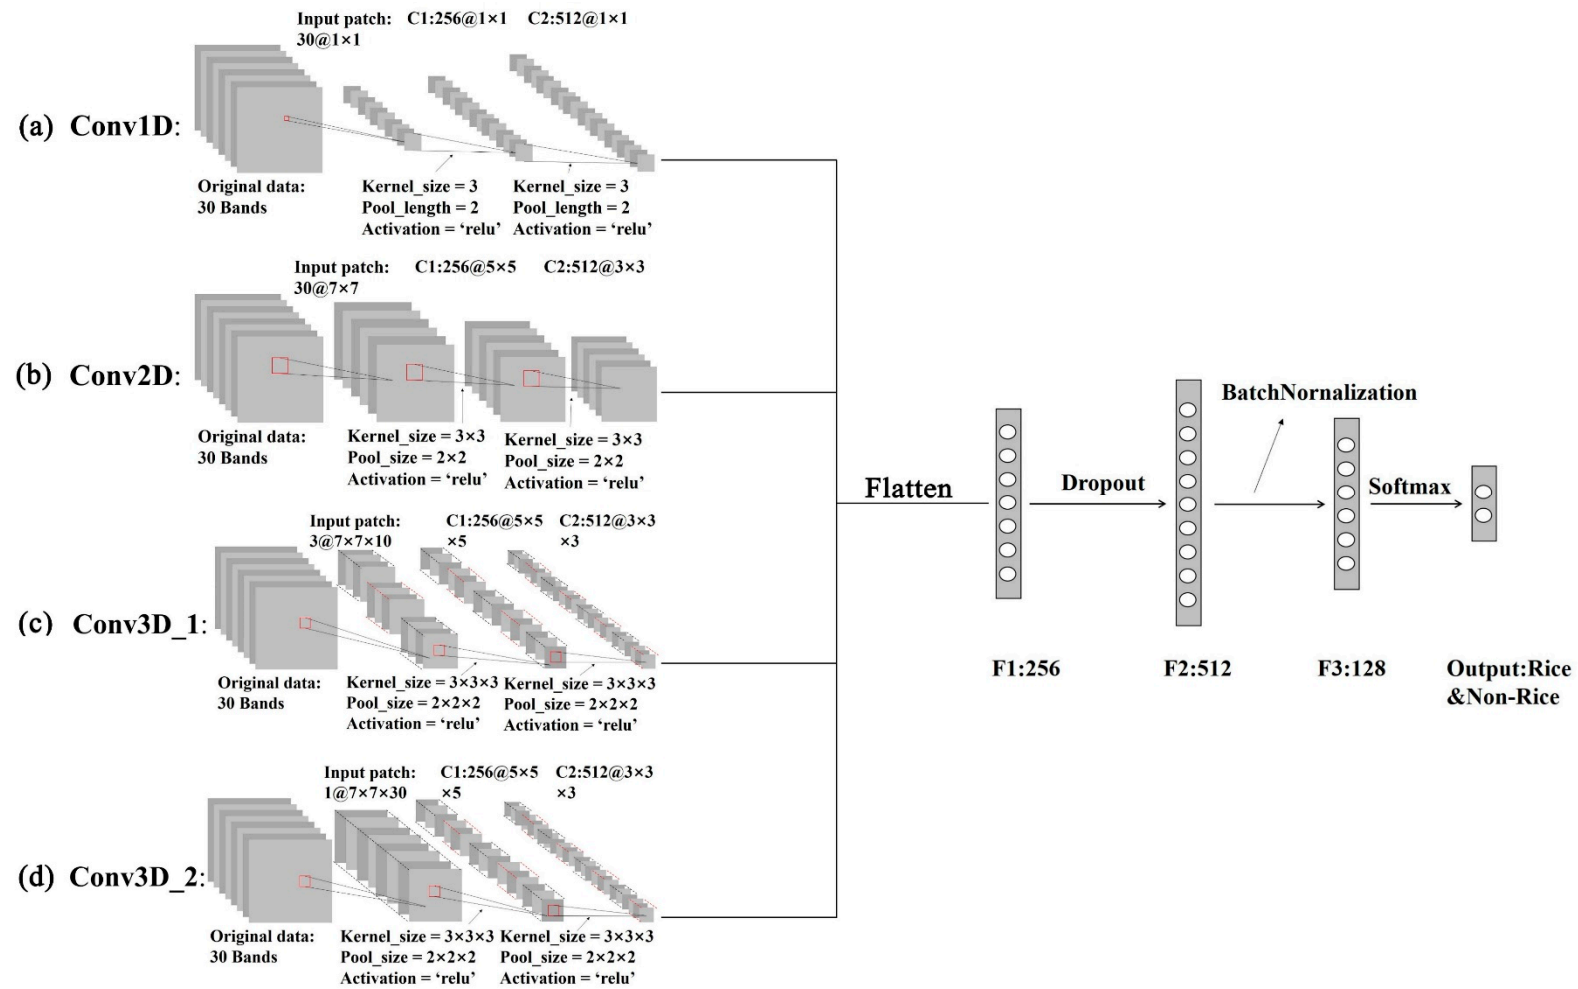 Input patch: C1:256@1×1 C2:512@1×1
30@1×1
(a) Conv1D:
Original data:
30 Bands
Kernel_size = 3
Pool_length = 2
Activation = ‘relu’
Kernel_size = 3
Pool_length = 2
Activation = ‘relu’
Input patch: C1:256@5×5 C2:512@3×3
30@7×7
(b) Conv2D:
Original data:
30 Bands
Kernel_size = 3×3
Pool_size = 2×2
Activation = ‘relu’
Kernel_size = 3×3
Pool_size = 2×2
Activation = ‘relu’
Input patch: C1:256@5×5 C2:512@3×3
3@7×7×10 ×5 ×3
(c) Conv3D_1:
Original data:
30 Bands
Kernel_size = 3×3×3
Pool_size = 2×2×2
Activation = ‘relu’
Kernel_size = 3×3×3
Pool_size = 2×2×2
Activation = ‘relu’
Input patch: C1:256@5×5 C2:512@3×3
1@7×7×30 ×5 ×3
(d) Conv3D_2:
Original data:
30 Bands
Kernel_size = 3×3×3
Pool_size = 2×2×2
Activation = ‘relu’
Kernel_size = 3×3×3
Pool_size = 2×2×2
Activation = ‘relu’
Flatten
Dropout
BatchNornalization
Softmax
F1:256
F2:512
F3:128
Output:Rice
&Non-Rice